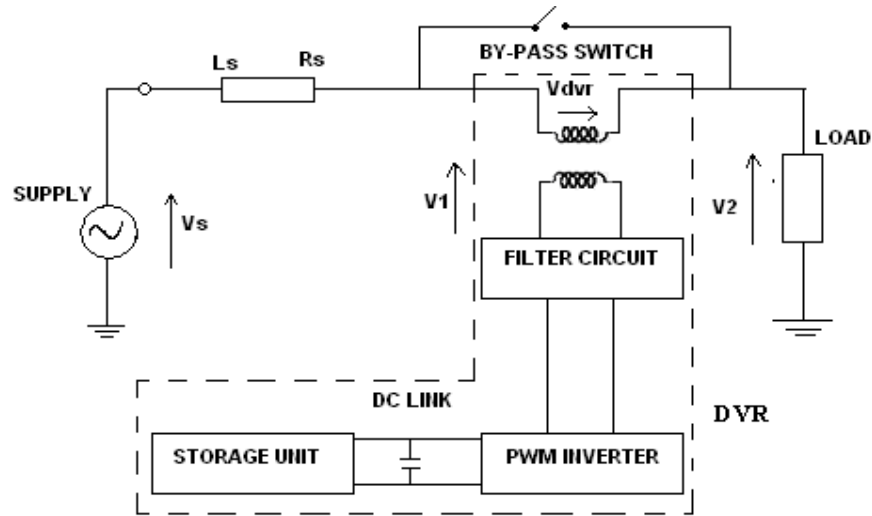 BY-PASS SWITCH
Ls
Rs
Vdvr
LOAD
SUPPLY
Vs
V1
V2
FILTER CIRCUIT
DC LINK
DVR
STORAGE UNIT
PWM INVERTER